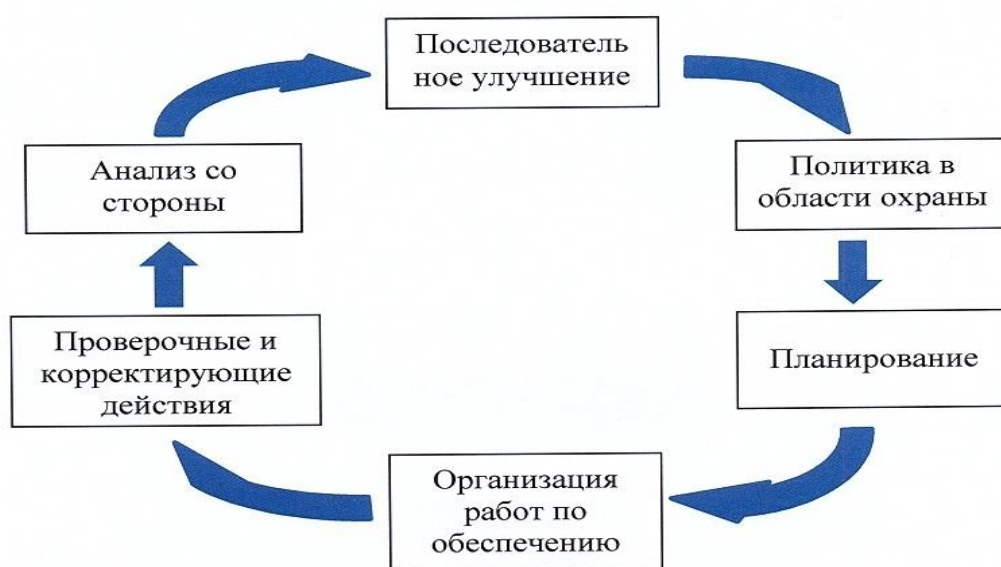 Последователь
ное улучшение
Анализ со
стороны
Политика в
области охраны
Проверочные и
корректирующие
действия
Планирование
Организация
работ по
обеспечению